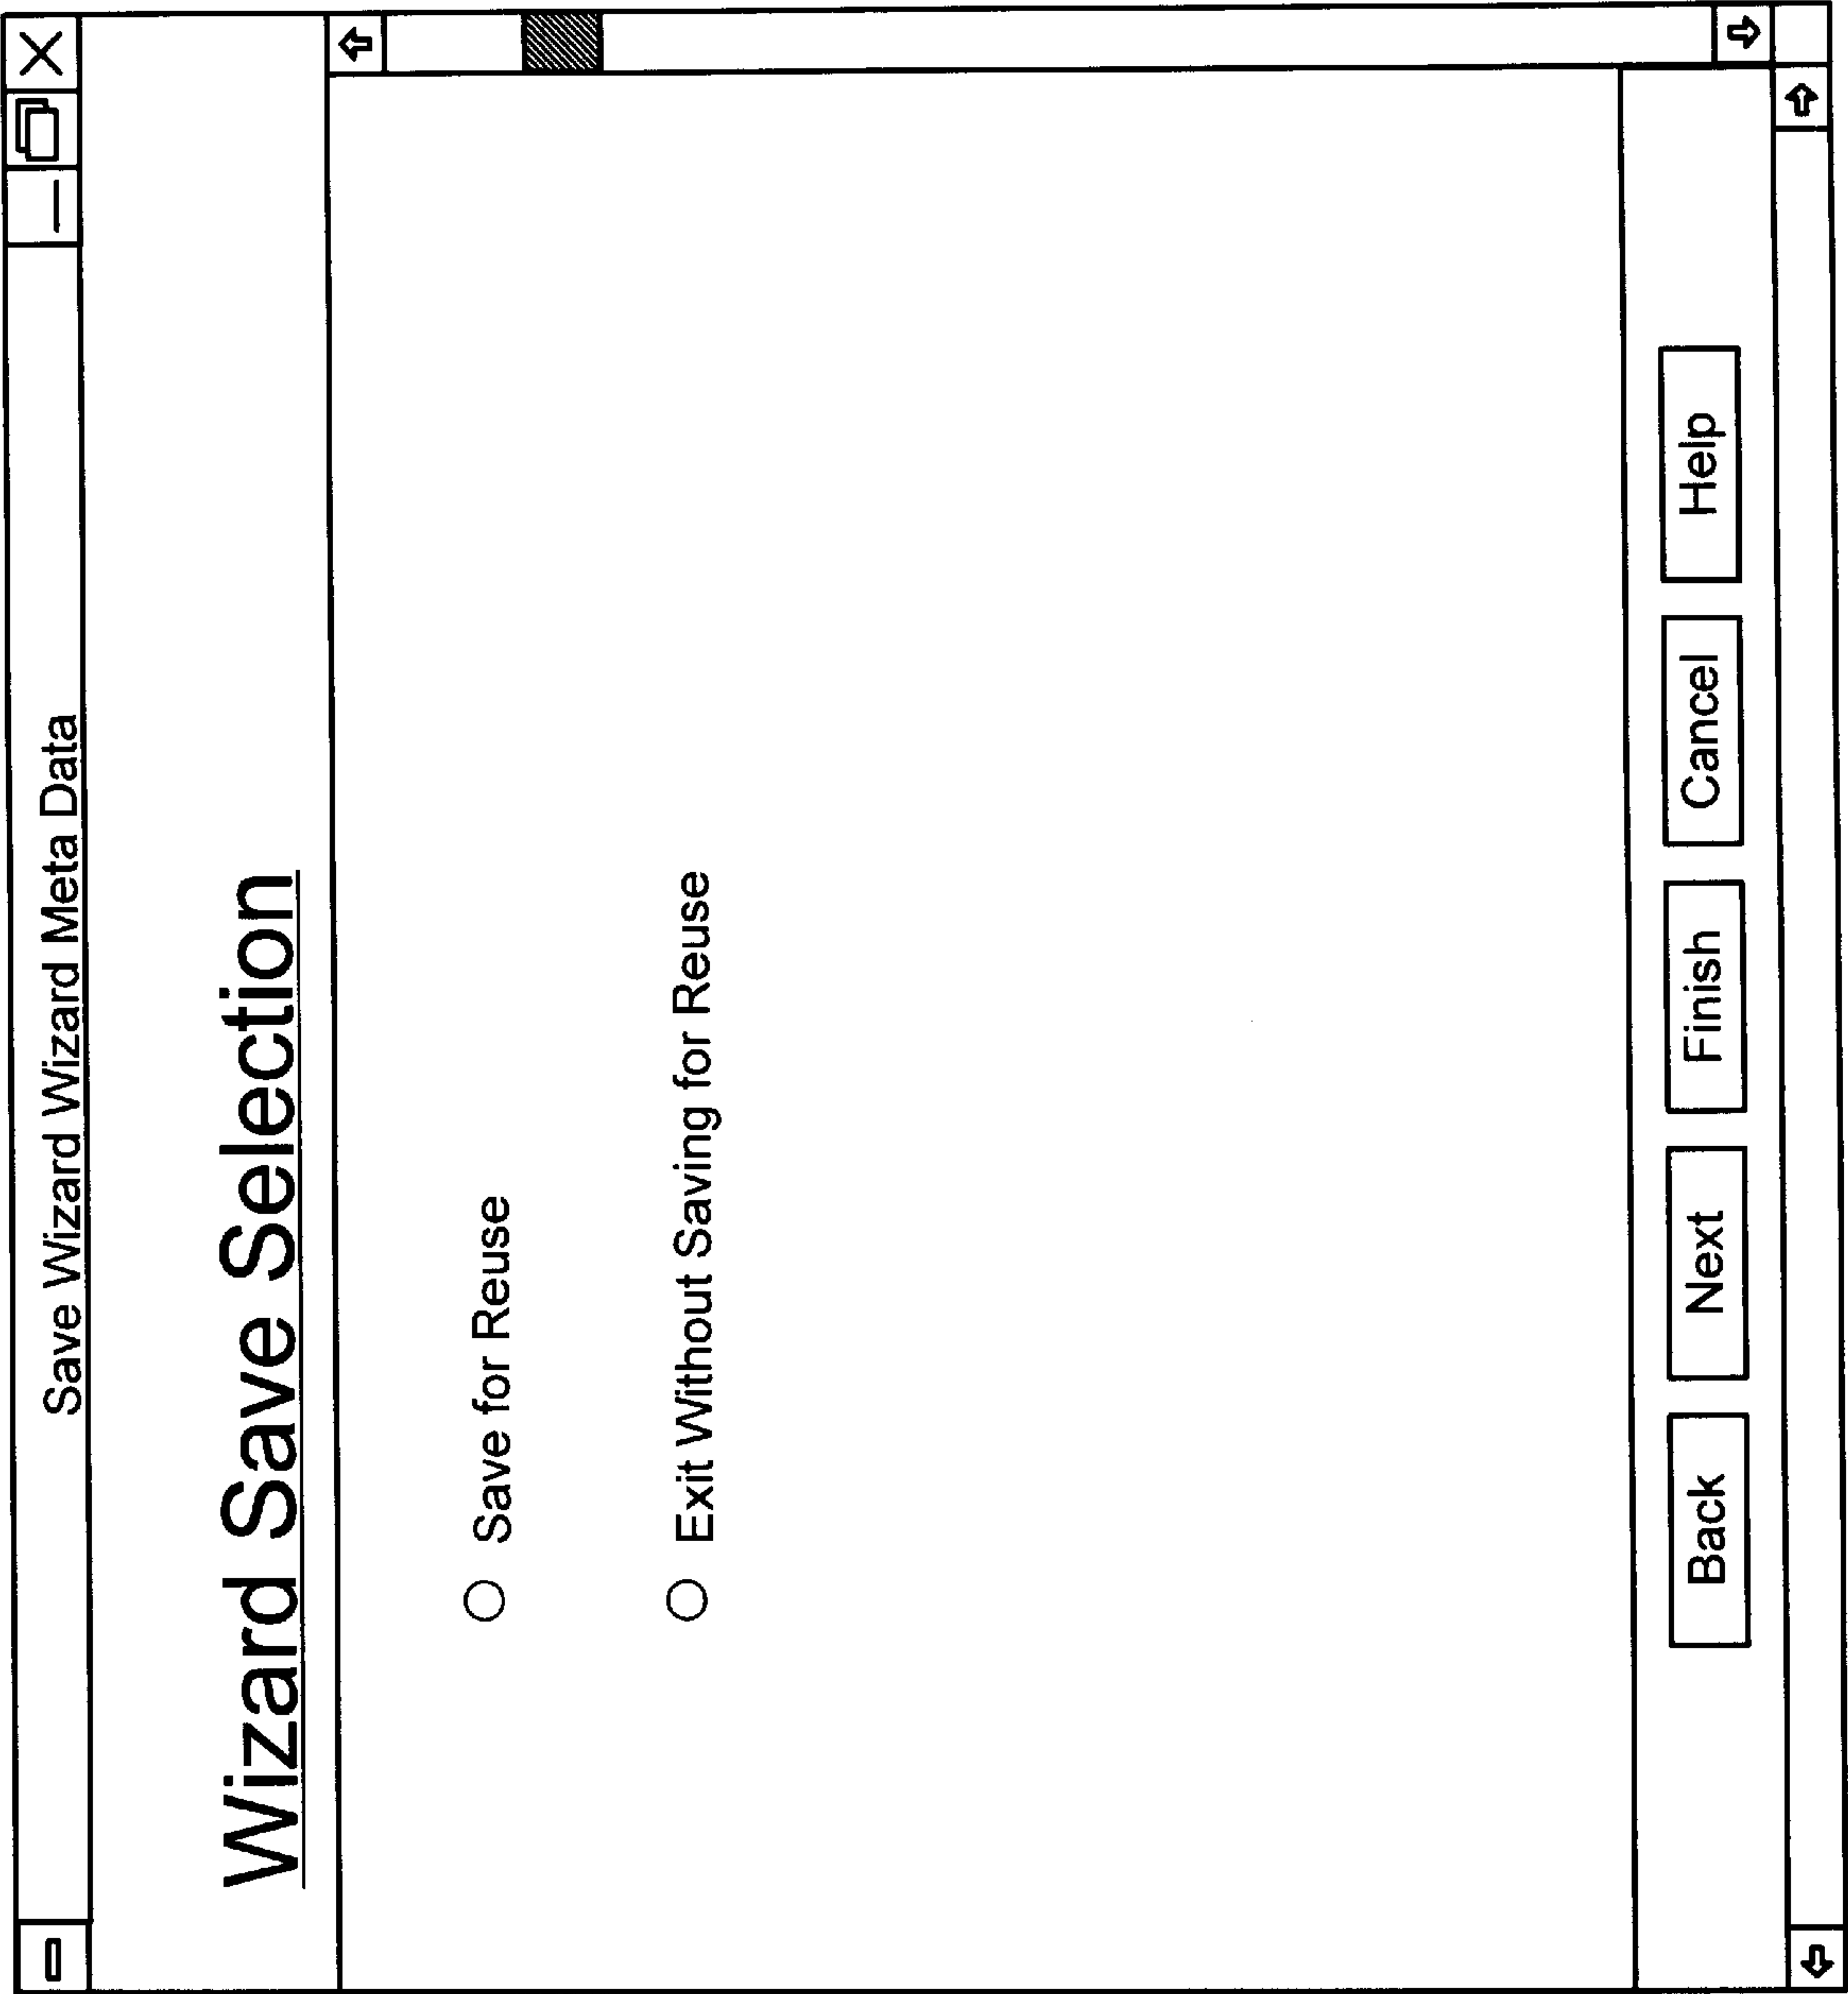 Save Wizard Wizard Meta Data
Wizard Save Selection
Save for Reuse
Exit Without Saving for Reuse
Back Next Finish Cancel Help